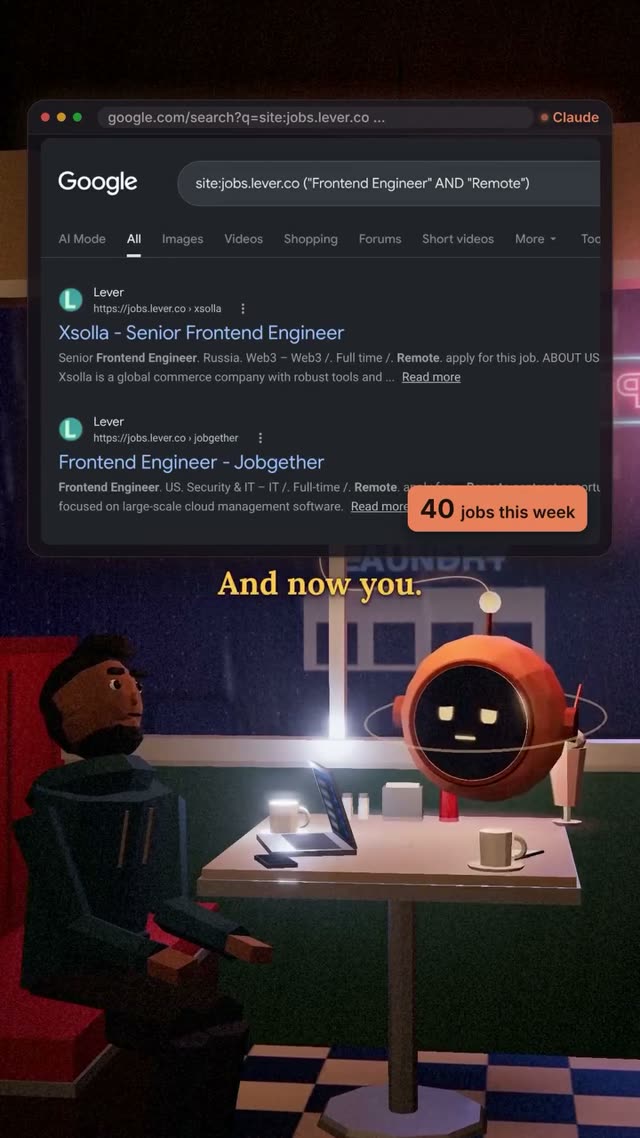 google.com/search?q=site:jobs.lever.co ...
Claude
Google
site:jobs.lever.co ("Frontend Engineer" AND "Remote")
AI Mode All Images Videos Shopping Forums Short videos More Too
Lever
https://jobs.lever.co › xsolla
Xsolla - Senior Frontend Engineer
Senior Frontend Engineer. Russia. Web3 – Web3 /. Full time /. Remote. apply for this job. ABOUT US
Xsolla is a global commerce company with robust tools and ... Read more
Lever
https://jobs.lever.co › jobgether
Frontend Engineer - Jobgether
Frontend Engineer. US. Security & IT – IT /. Full-time /. Remote.
focused on large-scale cloud management software. Read more
40 jobs this week
LAUNDRY
And now you.